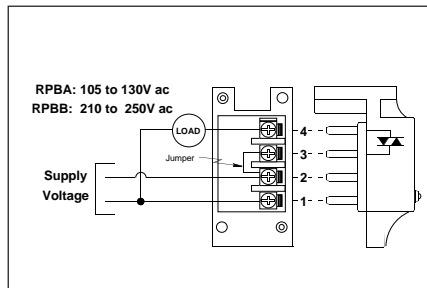 RPBA: 105 to 130V ac
RPBB: 210 to 250V ac
LOAD
Jumper
Supply
Voltage
4
3
2
1